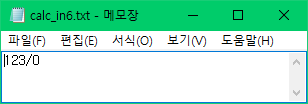 calc_in6.txt - 메모장
파일(F) 편집(E) 서식(O) 보기(V) 도움말(H)
123/0